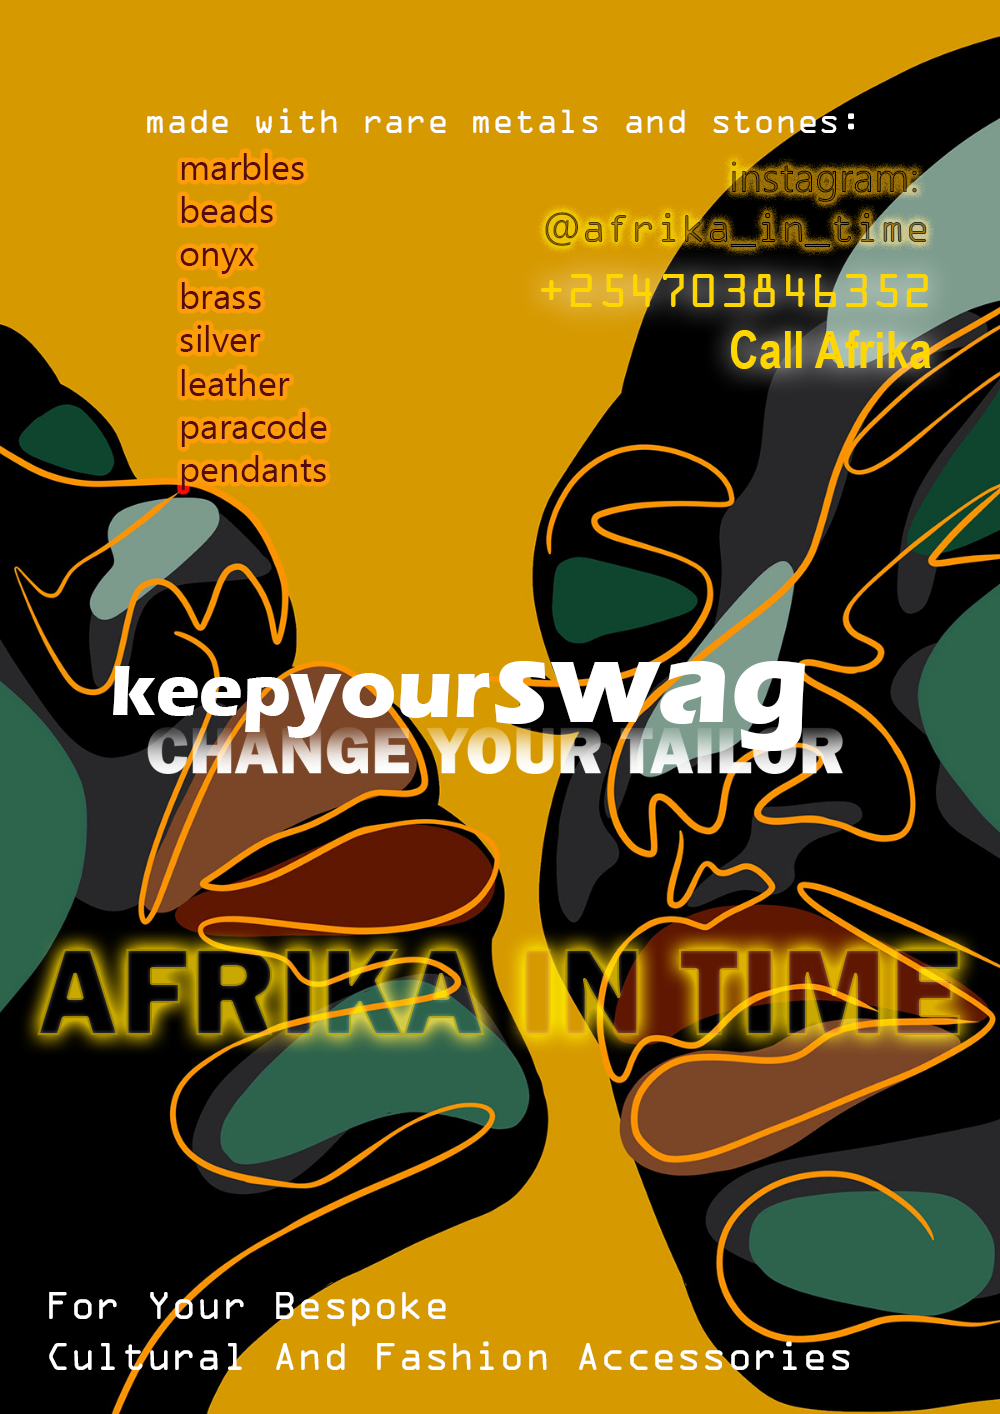 made with rare metals and stones:
marbles
beads
onyx
brass
silver
leather
paracode
pendants
instagram:
@afrika_in_time
+254703846352
Call Afrika
keepyourswag
CHANGE YOUR TAILOR
AFRIKA IN TIME
For Your Bespoke
Cultural And Fashion Accessories